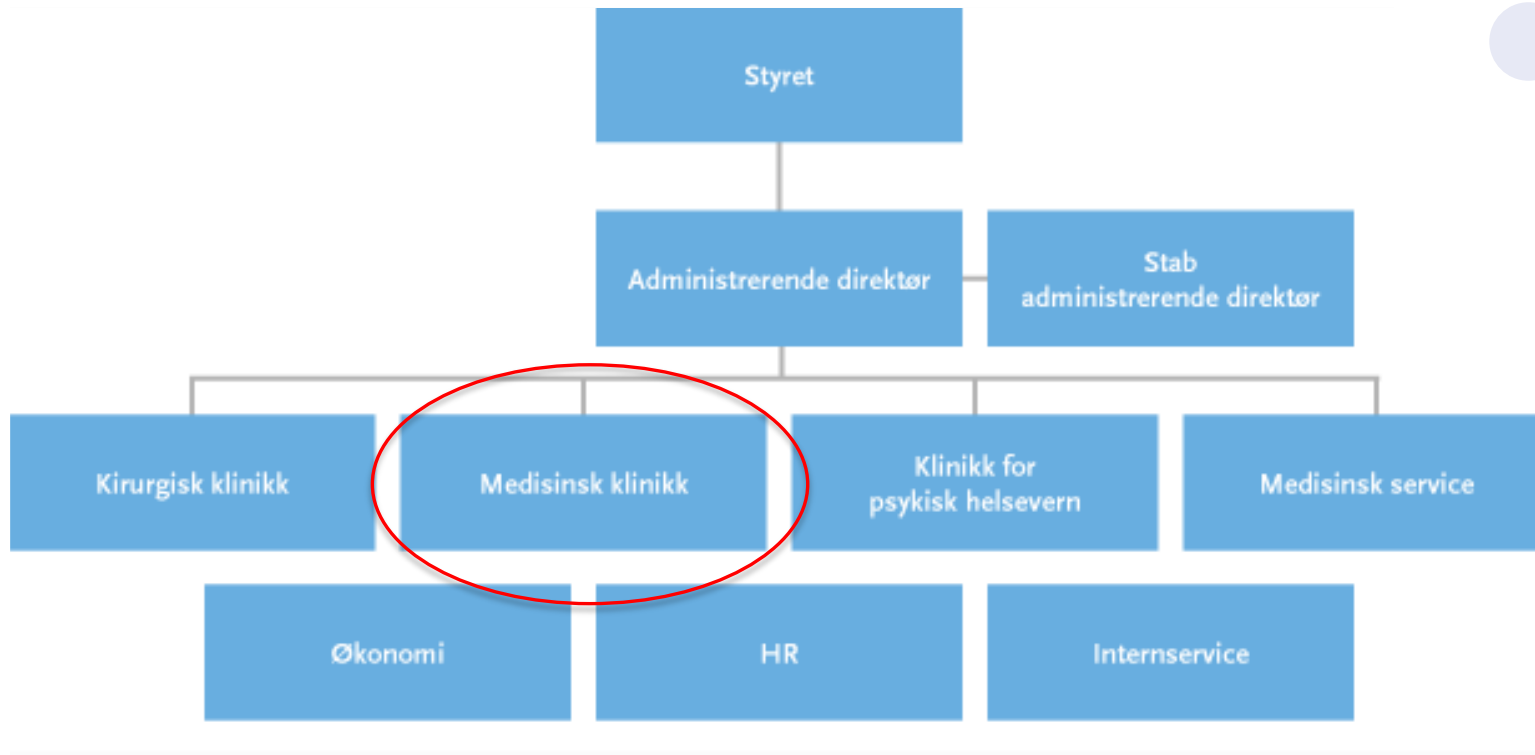 Styret
Administrerende direktør
Stab
administrerende direktør
Kirurgisk klinikk
Medisinsk klinikk
Klinikk for
psykisk helsevern
Medisinsk service
Økonomi
HR
Internservice